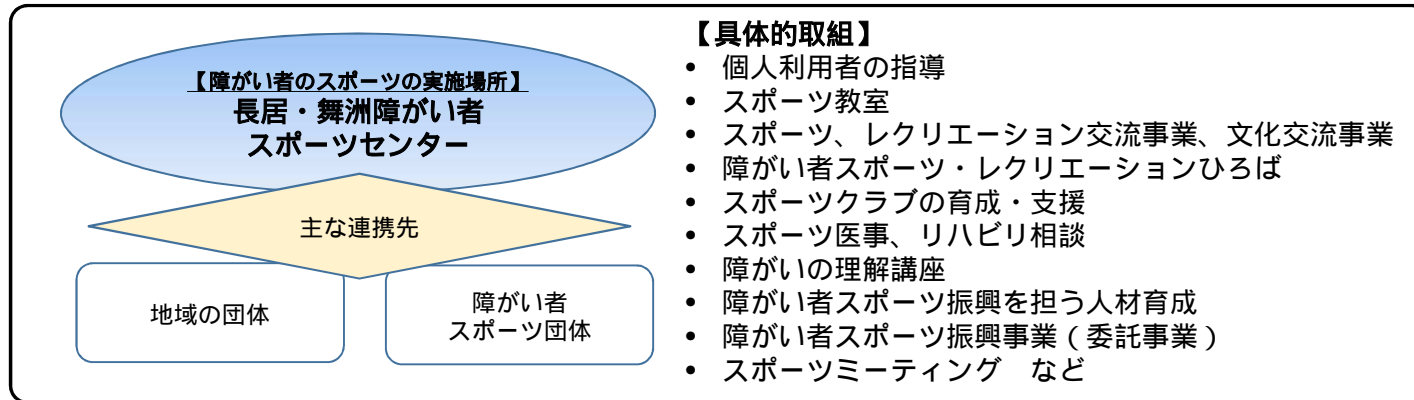 【障がい者のスポーツの実施場所】
長居・舞洲障がい者
スポーツセンター
主な連携先
地域の団体
障がい者
スポーツ団体
【具体的取組】
• 個人利用者の指導
• スポーツ教室
• スポーツ、レクリエーション交流事業、文化交流事業
• 障がい者スポーツ・レクリエーションひろば
• スポーツクラブの育成・支援
• スポーツ医事、リハビリ相談
• 障がいの理解講座
• 障がい者スポーツ振興を担う人材育成
• 障がい者スポーツ振興事業（委託事業）
• スポーツミーティング　など